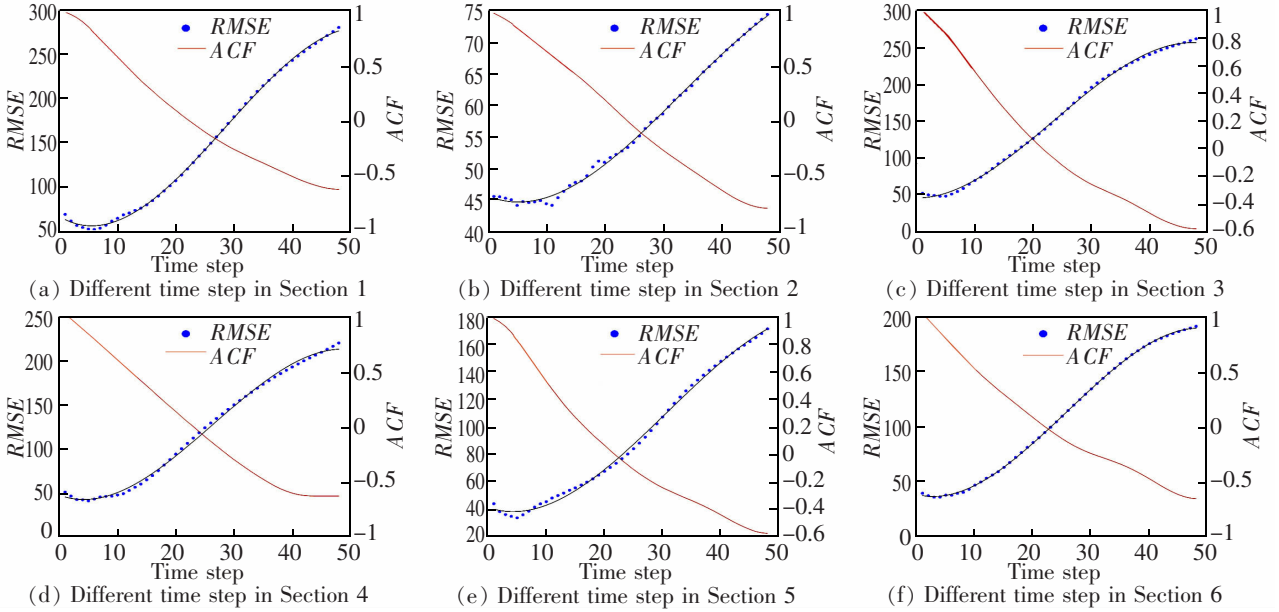 300
250
200
150
100
50
RMSE
RMSE
ACF
1
0.5
0
−0.5
−1
ACF
0 10 20 30 40 50
Time step
(a) Different time step in Section 1
75
70
65
60
55
50
45
40
RMSE
RMSE
ACF
1
0.5
0
−0.5
−1
ACF
0 10 20 30 40 50
Time step
(b) Different time step in Section 2
300
250
200
150
100
50
0
RMSE
RMSE
ACF
1
0.8
0.6
0.4
0.2
0
−0.2
−0.4
−0.6
ACF
0 10 20 30 40 50
Time step
(c) Different time step in Section 3
250
200
150
100
50
0
RMSE
RMSE
ACF
1
0.5
0
−0.5
−1
ACF
0 10 20 30 40 50
Time step
(d) Different time step in Section 4
180
160
140
120
100
80
60
40
20
RMSE
RMSE
ACF
1
0.8
0.6
0.4
0.2
0
−0.2
−0.4
−0.6
ACF
0 10 20 30 40 50
Time step
(e) Different time step in Section 5
200
150
100
50
0
RMSE
RMSE
ACF
1
0.5
0
−0.5
−1
ACF
0 10 20 30 40 50
Time step
(f) Different time step in Section 6